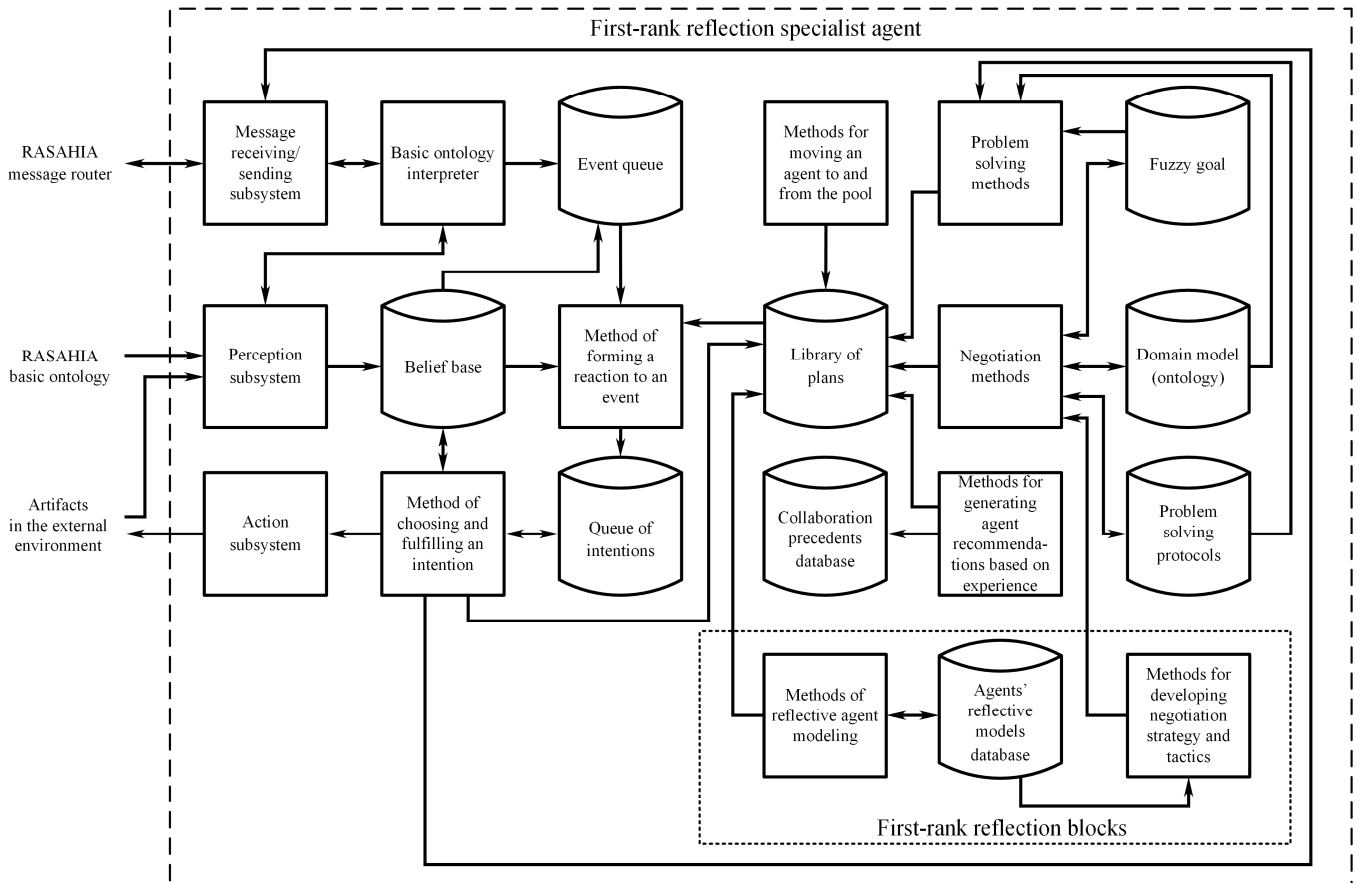 First-rank reflection specialist agent
RASAHIA
message router
Message
receiving/
sending
subsystem
Basic ontology
interpreter
Event queue
Methods for
moving an
agent to and
from the pool
Problem
solving
methods
Fuzzy goal
RASAHIA
basic ontology
Perception
subsystem
Belief base
Method of
forming a
reaction to an
event
Library of
plans
Negotiation
methods
Domain model
(ontology)
Artifacts
in the external
environment
Action
subsystem
Method of
choosing and
fulfilling an
intention
Queue of
intentions
Collaboration
precedents
database
Methods for
generating
agent
recommenda-
tions based on
experience
Problem
solving
protocols
Methods of
reflective agent
modeling
Agents’
reflective
models
database
Methods for
developing
negotiation
strategy and
tactics
First-rank reflection blocks